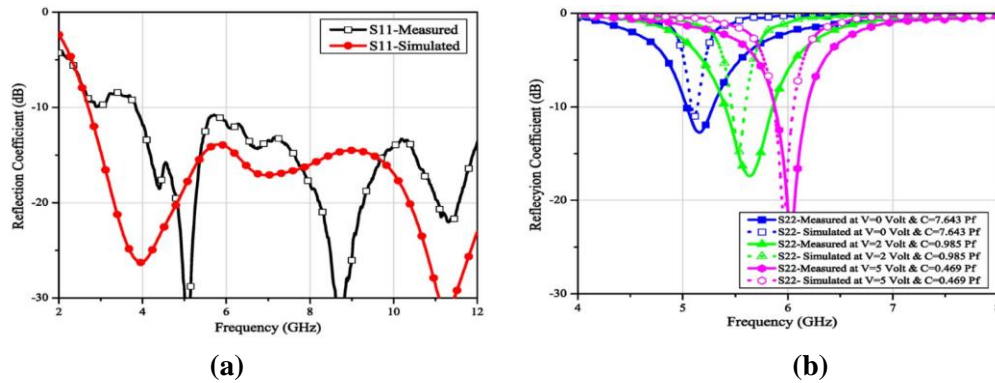 S11-Measured
S11-Simulated
0
-10
-20
-30
Reflection Coefficient (dB)
2
4
6
8
10
12
Frequency (GHz)
(a)
0
-10
-20
-30
Reflecyion Coefficient (dB)
S22-Measured at V=0 Volt & C=7.643 Pf
S22- Simulated at V=0 Volt & C=7.643 Pf
S22-Measured at V=2 Volt & C=0.985 Pf
S22- Simulated at V=2 Volt & C=0.985 Pf
S22-Measured at V=5 Volt & C=0.469 Pf
S22- Simulated at V=5 Volt & C=0.469 Pf
4
5
6
7
Frequency (GHz)
(b)